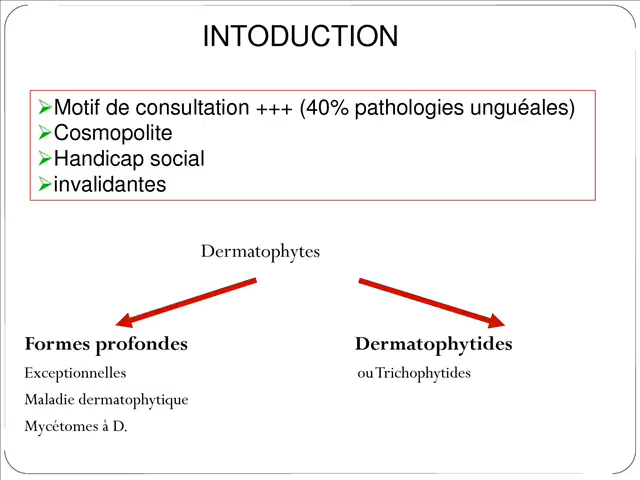 INTODUCTION
Motif de consultation +++ (40% pathologies unguéales)
Cosmopolite
Handicap social
invalidantes
Dermatophytes
Formes profondes
Exceptionnelles
Maladie dermatophytique
Mycétomes à D.
Dermatophytides
ou Trichophytides